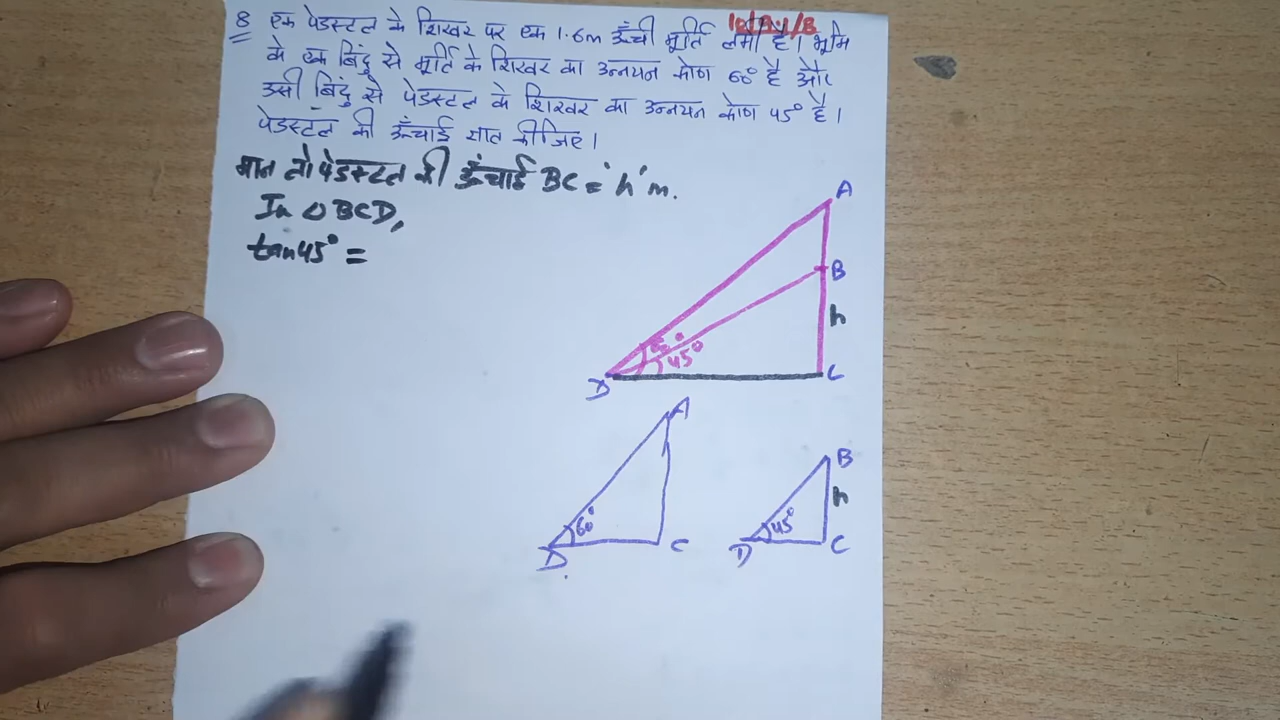 8 एक पेडस्टल के शिखर पर एक 1.6m ऊँची मूर्ति लगी है। भूमि
के एक बिंदु से मूर्ति के शिखर का उन्नयन कोण 60° है और
उसी बिंदु से पेडस्टल के शिखर का उन्नयन कोण 45° है।
पेडस्टल की ऊँचाई ज्ञात कीजिए।
मान लो पेडस्टल की ऊँचाई BC = 'h' m.
In △ BCD,
tan45° =
A
B
h
45°
D
C
A
60°
D
C
B
h
45°
D
C